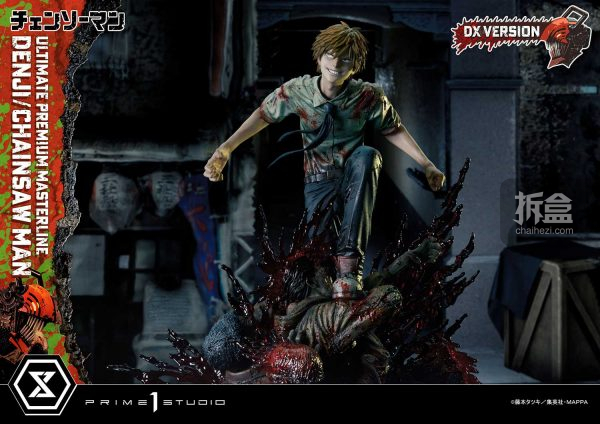 チェンソーマン
DX VERSION
ULTIMATE PREMIUM MASTERLINE
DENJI/CHAINSAW MAN
拆盒
chaihezi.com
PRIME 1 STUDIO
©藤本タツキ／集英社・MAPPA